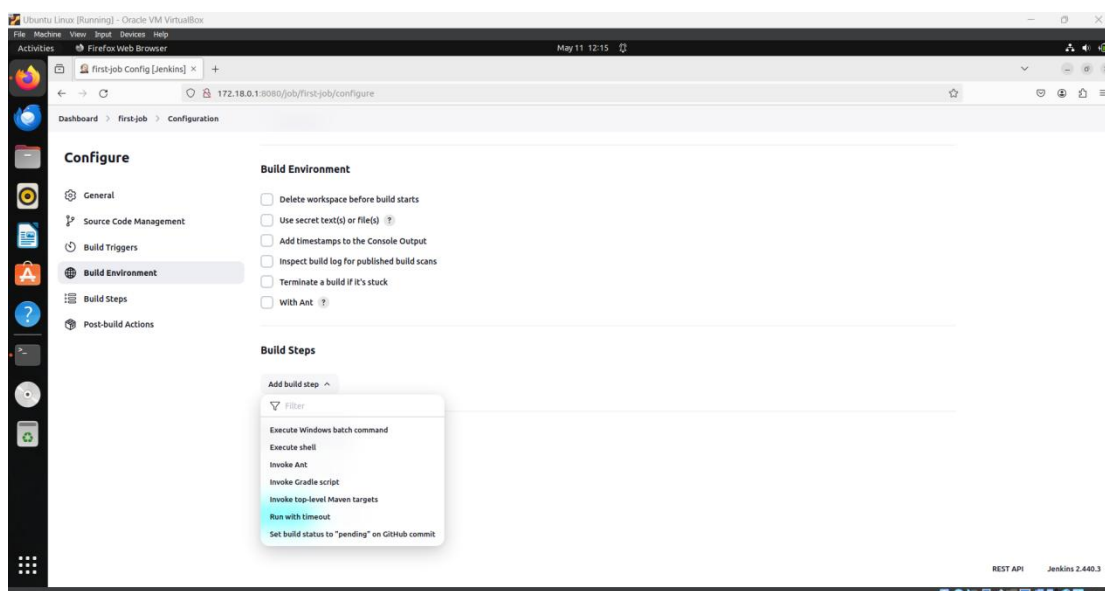 Ubuntu Linux [Running] - Oracle VM VirtualBox
File Machine View Input Devices Help
Activities Firefox Web Browser May 11 12:15
first-job Config [Jenkins] × +
172.18.0.1:8080/job/first-job/configure
Dashboard > first-job > Configuration
Configure
General
Source Code Management
Build Triggers
Build Environment
Build Steps
Post-build Actions
Build Environment
Delete workspace before build starts
Use secret text(s) or file(s) ?
Add timestamps to the Console Output
Inspect build log for published build scans
Terminate a build if it's stuck
With Ant ?
Build Steps
Add build step
Filter
Execute Windows batch command
Execute shell
Invoke Ant
Invoke Gradle script
Invoke top-level Maven targets
Run with timeout
Set build status to "pending" on GitHub commit
REST API Jenkins 2.440.3